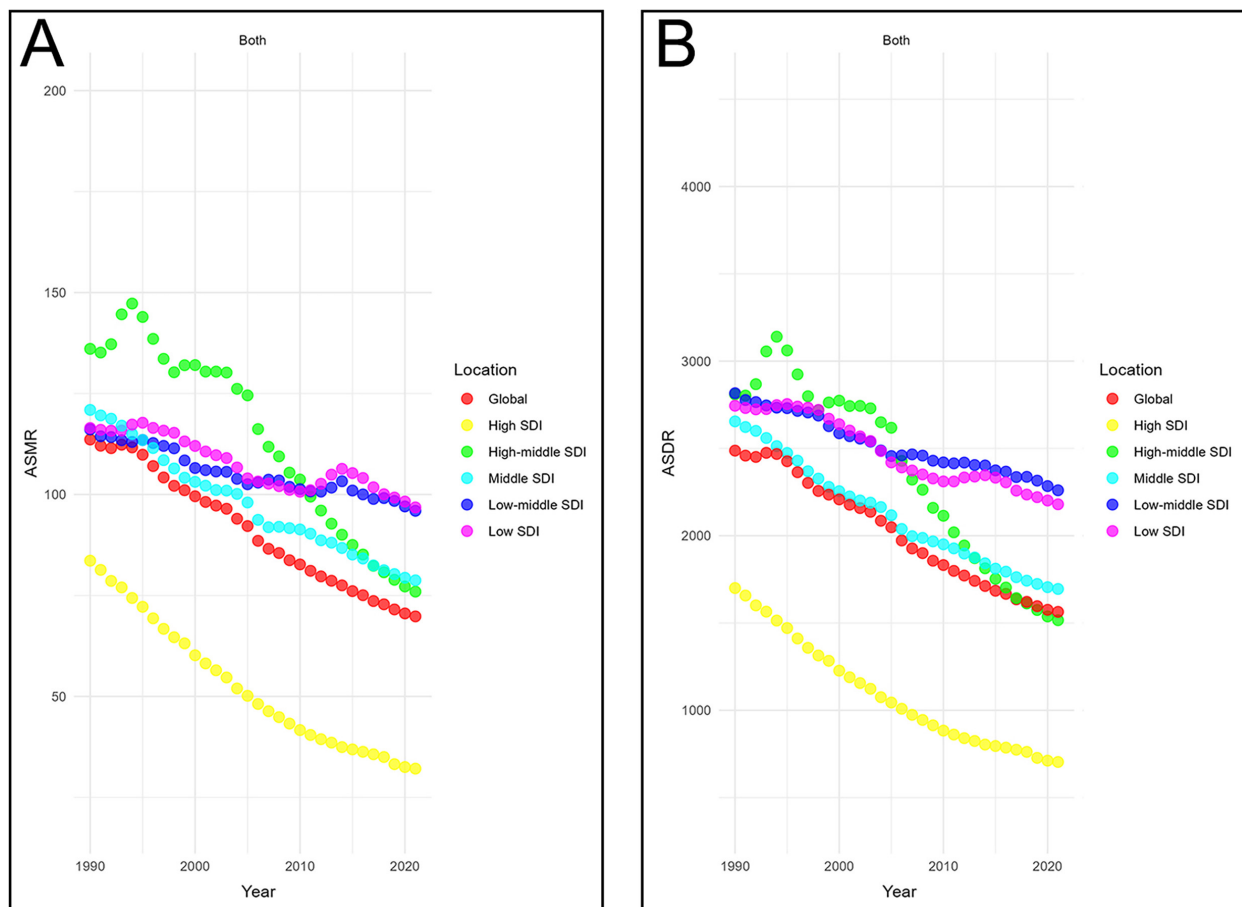 A
Both
ASMR
200
150
100
50
1990
2000
2010
2020
Year
Location
Global
High SDI
High-middle SDI
Middle SDI
Low-middle SDI
Low SDI
B
Both
ASDR
4000
3000
2000
1000
1990
2000
2010
2020
Year
Location
Global
High SDI
High-middle SDI
Middle SDI
Low-middle SDI
Low SDI